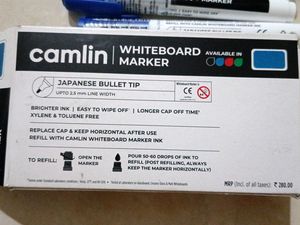 MARKER
camlin WHITEBOARD MARKER
AVAILABLE IN
JAPANESE BULLET TIP
UPTO 2.5 mm LINE WIDTH
BRIGHTER INK | EASY TO WIPE OFF* | LONGER CAP OFF TIME*
XYLENE & TOLUENE FREE
REPLACE CAP & KEEP HORIZONTAL AFTER USE
REFILL WITH CAMLIN WHITEBOARD MARKER INK
TO REFILL:
OPEN THE MARKER
POUR 50-60 DROPS OF INK TO REFILL (POST REFILLING, ALWAYS KEEP THE MARKER HORIZONTALLY)
MRP (Incl. of all taxes): ₹ 280.00